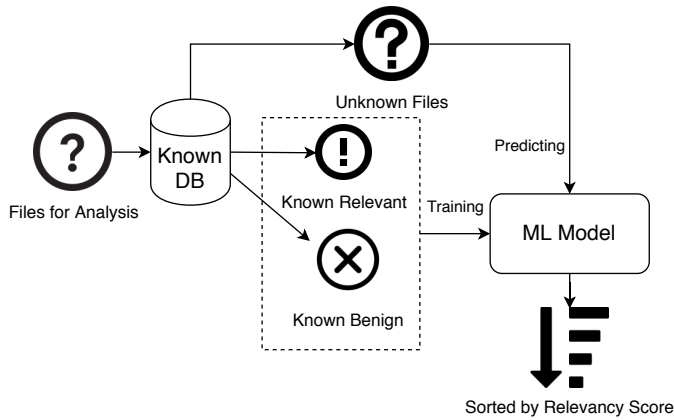 Unknown Files
Known
DB
Files for Analysis
Known Relevant
Known Benign
Training
Predicting
ML Model
Sorted by Relevancy Score